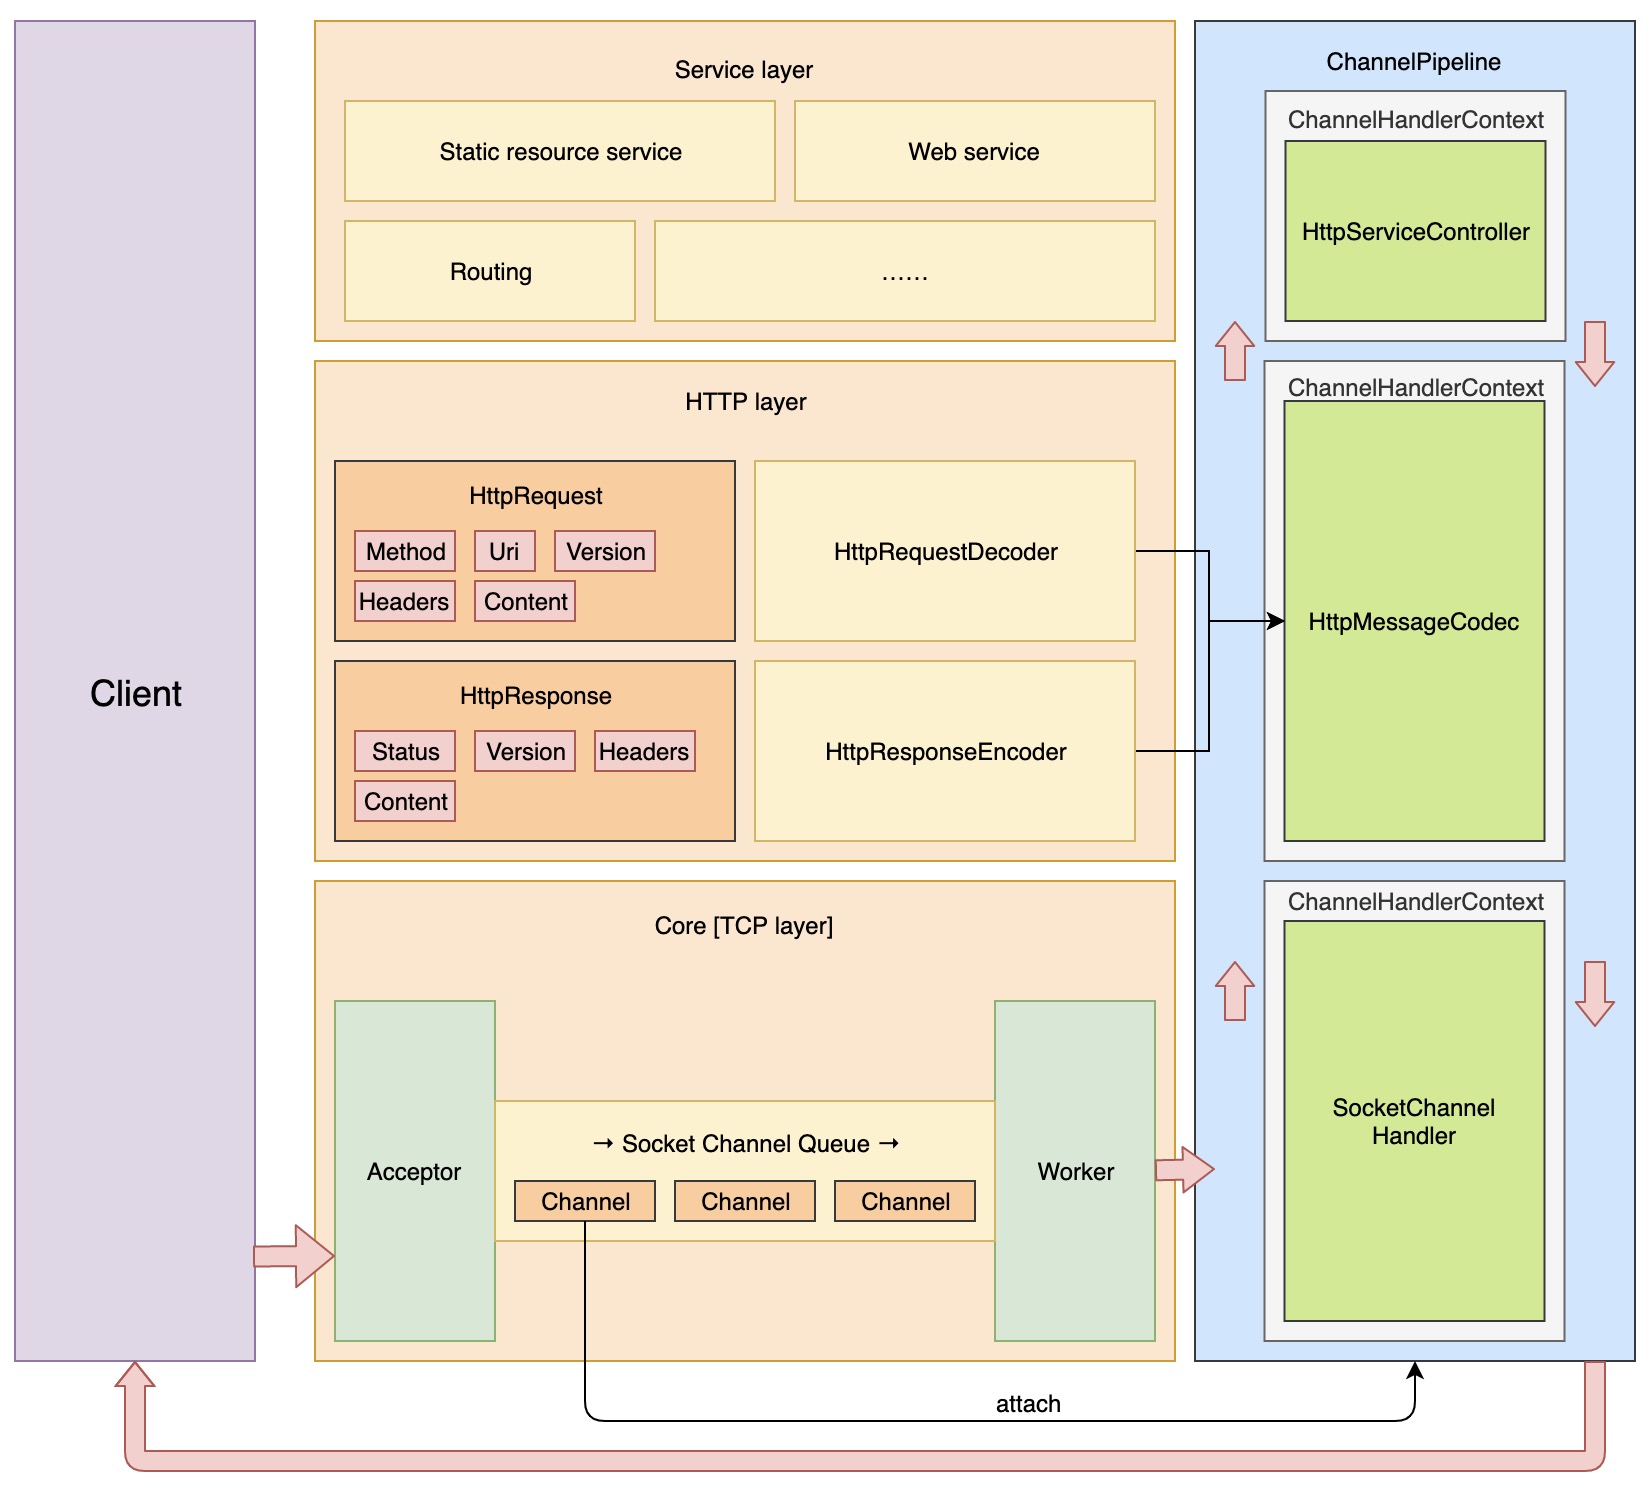 Client
Service layer
Static resource service
Web service
Routing
......
HTTP layer
HttpRequest
Method
Uri
Version
Headers
Content
HttpRequestDecoder
HttpResponse
Status
Version
Headers
Content
HttpResponseEncoder
Core [TCP layer]
Acceptor
→ Socket Channel Queue →
Channel
Channel
Channel
Worker
attach
ChannelPipeline
ChannelHandlerContext
HttpServiceController
ChannelHandlerContext
HttpMessageCodec
ChannelHandlerContext
SocketChannel
Handler